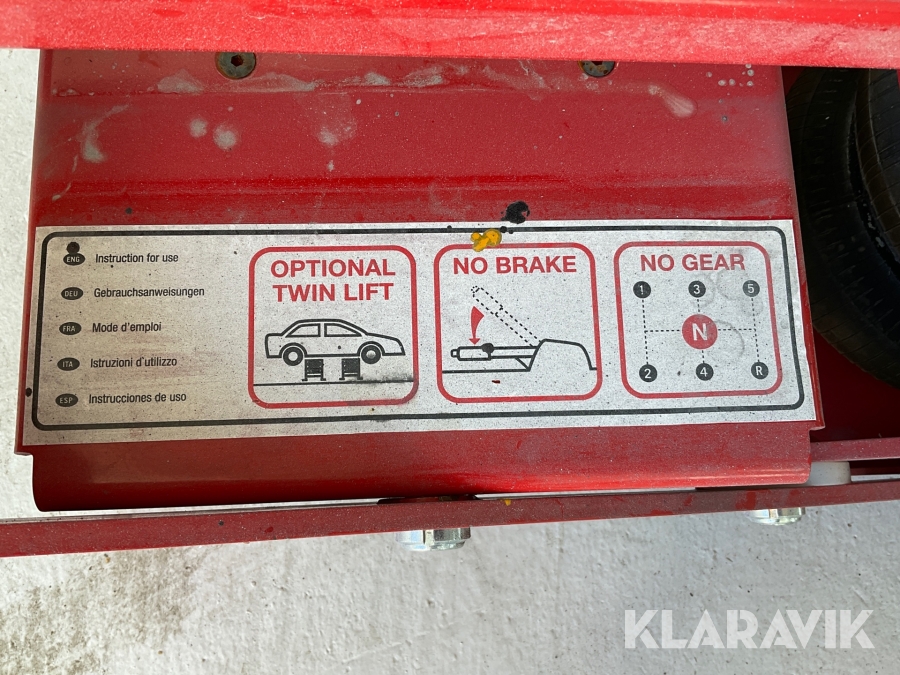 ENG Instruction for use
DEU Gebrauchsanweisungen
FRA Mode d'emploi
ITA Istruzioni d'utilizzo
ESP Instrucciones de uso
OPTIONAL
TWIN LIFT
NO BRAKE
NO GEAR
1 3 5
N
2 4 R
KLARAVIK